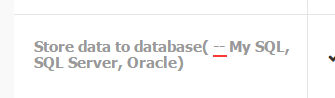 Store data to database( -- My SQL,
SQL Server, Oracle)